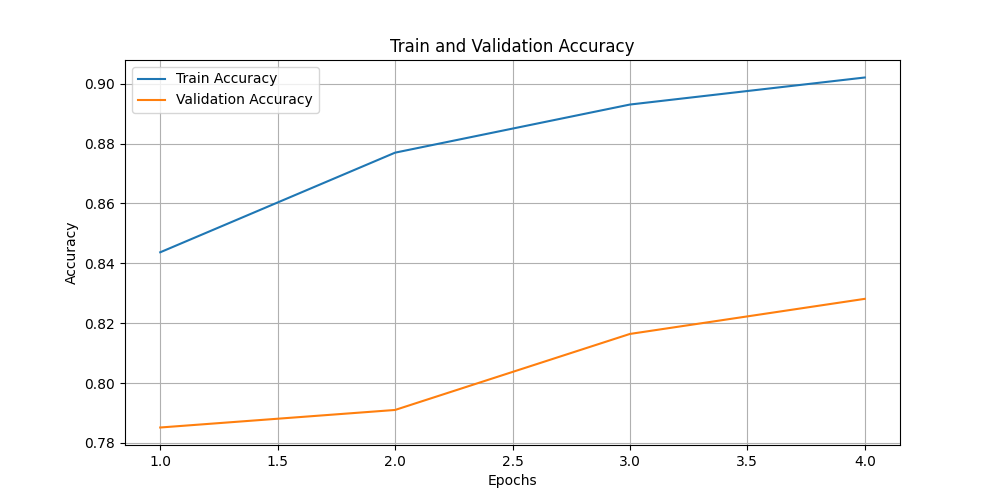 Train and Validation Accuracy
Train Accuracy
Validation Accuracy
0.90
0.88
0.86
0.84
0.82
0.80
0.78
Accuracy
1.0 1.5 2.0 2.5 3.0 3.5 4.0
Epochs